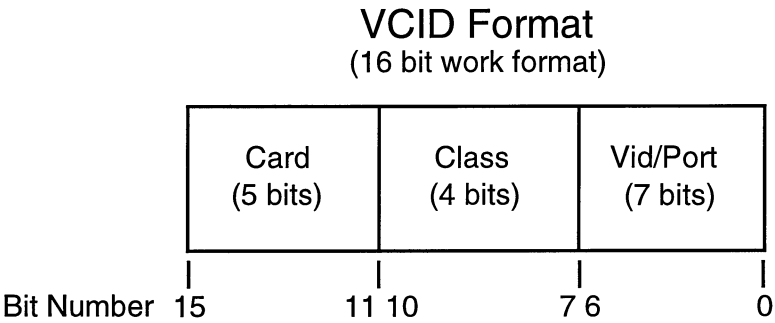 VCID Format
(16 bit work format)
Card Class Vid/Port
(5 bits) (4 bits) (7 bits)
Bit Number 15 11 10 7 6 0